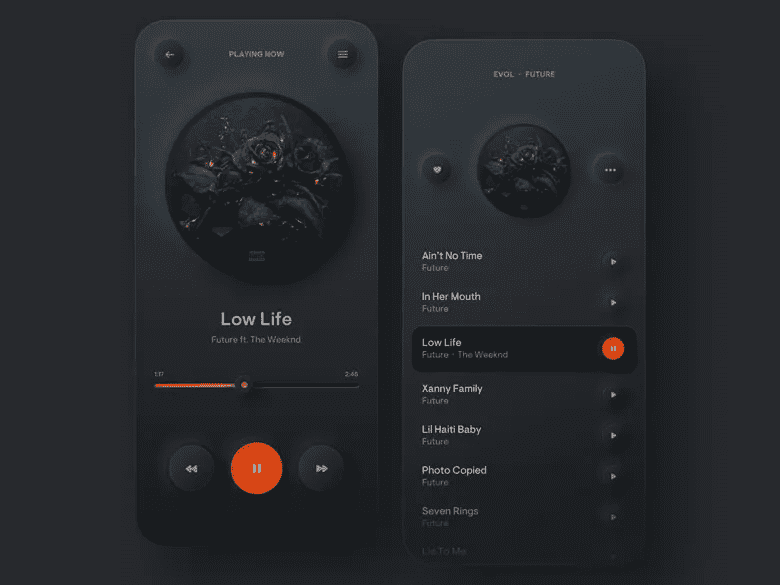 PLAYING NOW
Low Life
Future ft. The Weeknd
1:17
2:46
EVOL - FUTURE
Ain't No Time
Future
In Her Mouth
Future
Low Life
Future - The Weeknd
Xanny Family
Future
Lil Haiti Baby
Future
Photo Copied
Future
Seven Rings
Future
Lie To Me